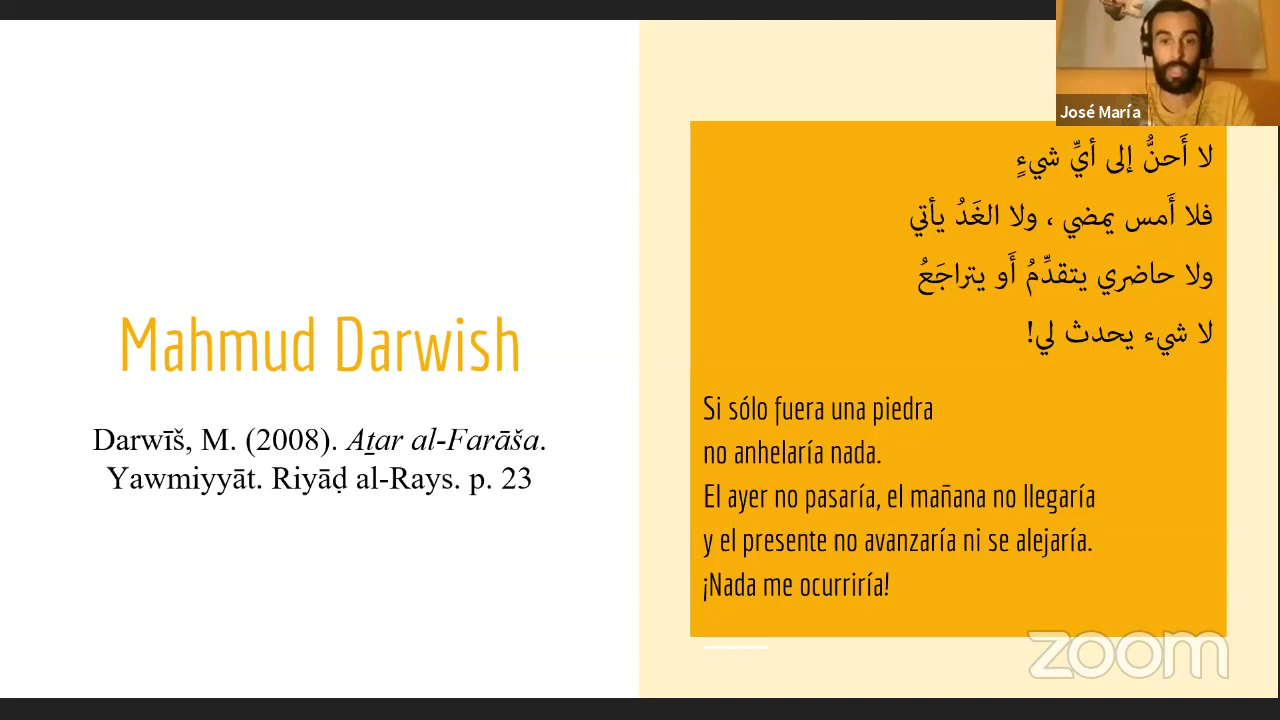 José María
Mahmud Darwish
Darwīš, M. (2008). Aṯar al-Farāša.
Yawmiyyāt. Riyāḍ al-Rays. p. 23
لا أَحنُّ إلى أيِّ شيءٍ
فلا أَمس يمضي ، ولا الغَدُ يأتي
ولا حاضري يتقدَّمُ أَو يتراجَعُ
لا شيء يحدث لي!
Si sólo fuera una piedra
no anhelaría nada.
El ayer no pasaría, el mañana no llegaría
y el presente no avanzaría ni se alejaría.
¡Nada me ocurriría!
zoom